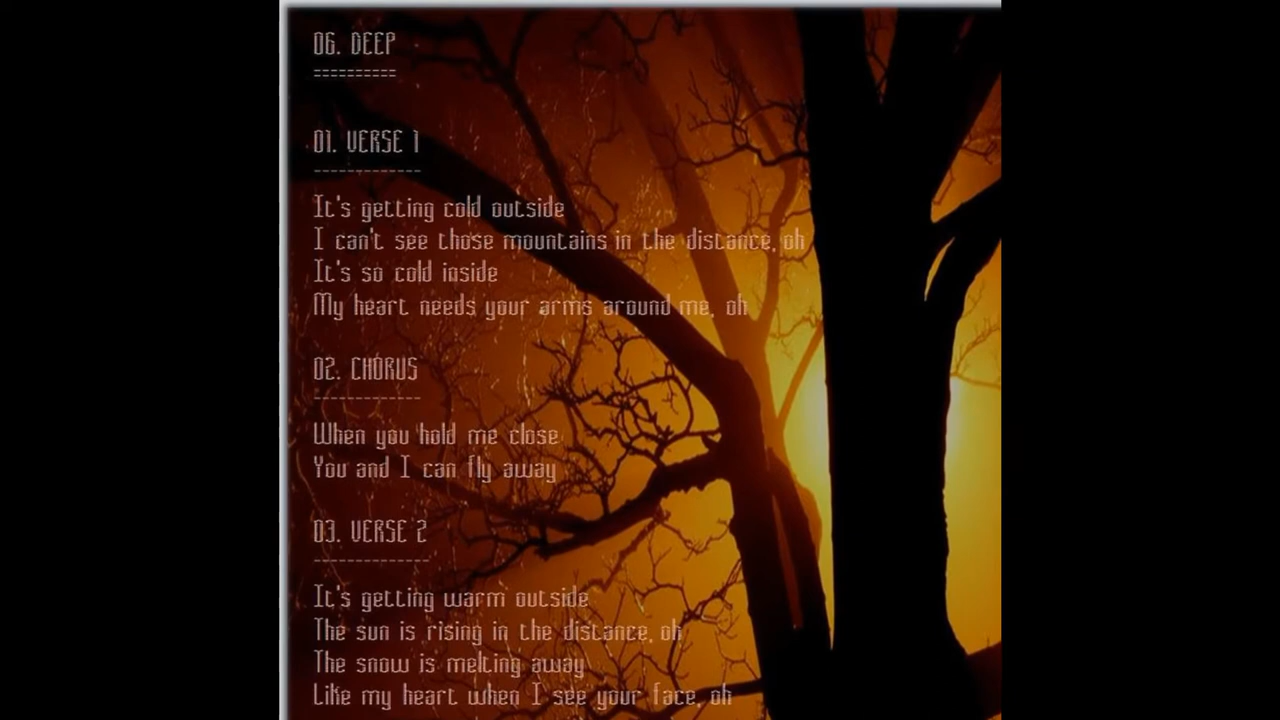 06. DEEP
==========
01. VERSE 1
-------------
It's getting cold outside
I can't see those mountains in the distance, oh
It's so cold inside
My heart needs your arms around me, oh
02. CHORUS
-------------
When you hold me close
You and I can fly away
03. VERSE 2
--------------
It's getting warm outside
The sun is rising in the distance, oh
The snow is melting away
Like my heart when I see your face, oh